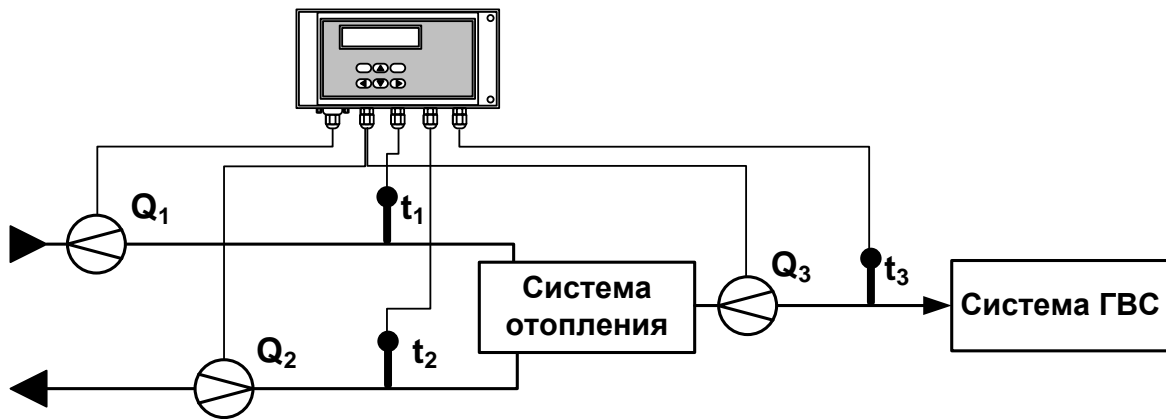 Q1
t1
Q2
t2
Система
отопления
Q3
t3
Система ГВС